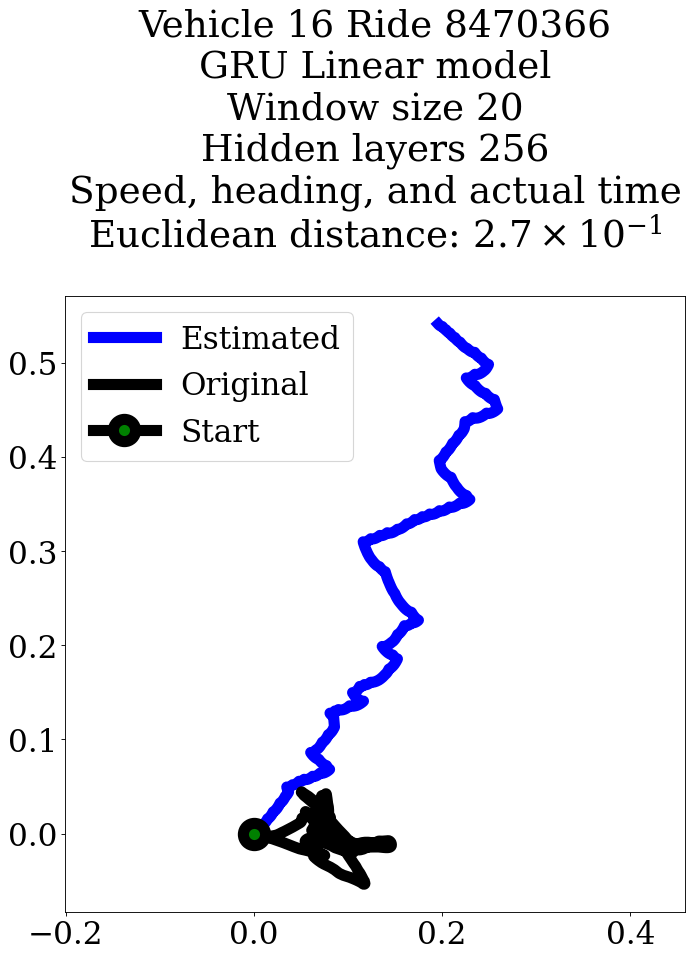 Vehicle 16 Ride 8470366
GRU Linear model
Window size 20
Hidden layers 256
Speed, heading, and actual time
Euclidean distance: 2.7 × 10⁻¹
Estimated
Original
Start
0.5
0.4
0.3
0.2
0.1
0.0
−0.2 0.0 0.2 0.4